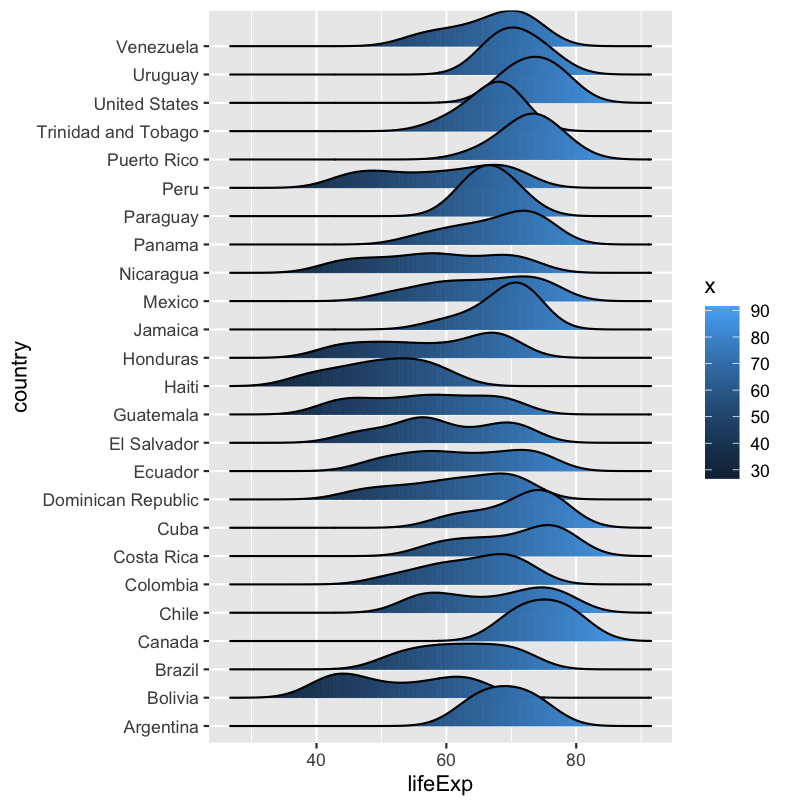 Venezuela
Uruguay
United States
Trinidad and Tobago
Puerto Rico
Peru
Paraguay
Panama
Nicaragua
Mexico
Jamaica
Honduras
Haiti
Guatemala
El Salvador
Ecuador
Dominican Republic
Cuba
Costa Rica
Colombia
Chile
Canada
Brazil
Bolivia
Argentina
country
40 60 80
lifeExp
x
90
80
70
60
50
40
30